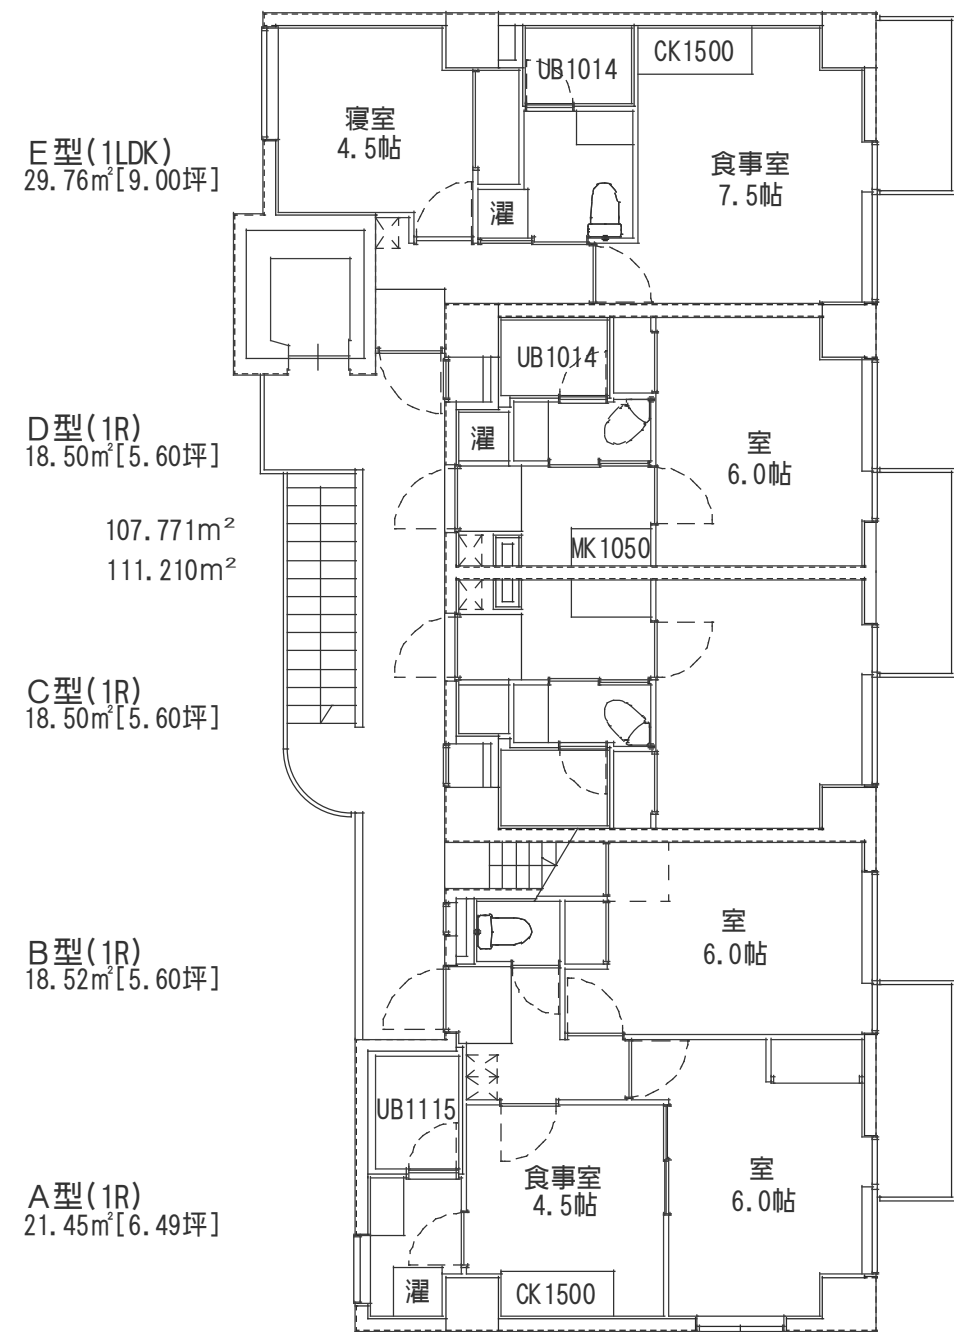 CK1500
UB1014
寝室
4.5帖
E型(1LDK)
29.76㎡[9.00坪]
食事室
7.5帖
濯
UB1014
D型(1R)
18.50㎡[5.60坪]
濯
室
6.0帖
107.771m²
111.210m²
MK1050
C型(1R)
18.50㎡[5.60坪]
B型(1R)
18.52㎡[5.60坪]
室
6.0帖
UB1115
A型(1R)
21.45㎡[6.49坪]
食事室
4.5帖
室
6.0帖
濯
CK1500